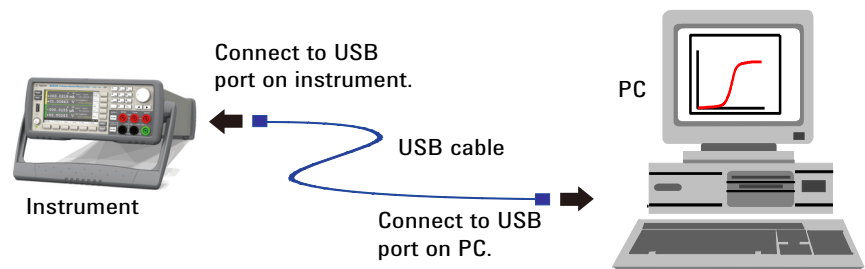 Connect to USB
port on instrument.
PC
USB cable
Instrument
Connect to USB
port on PC.